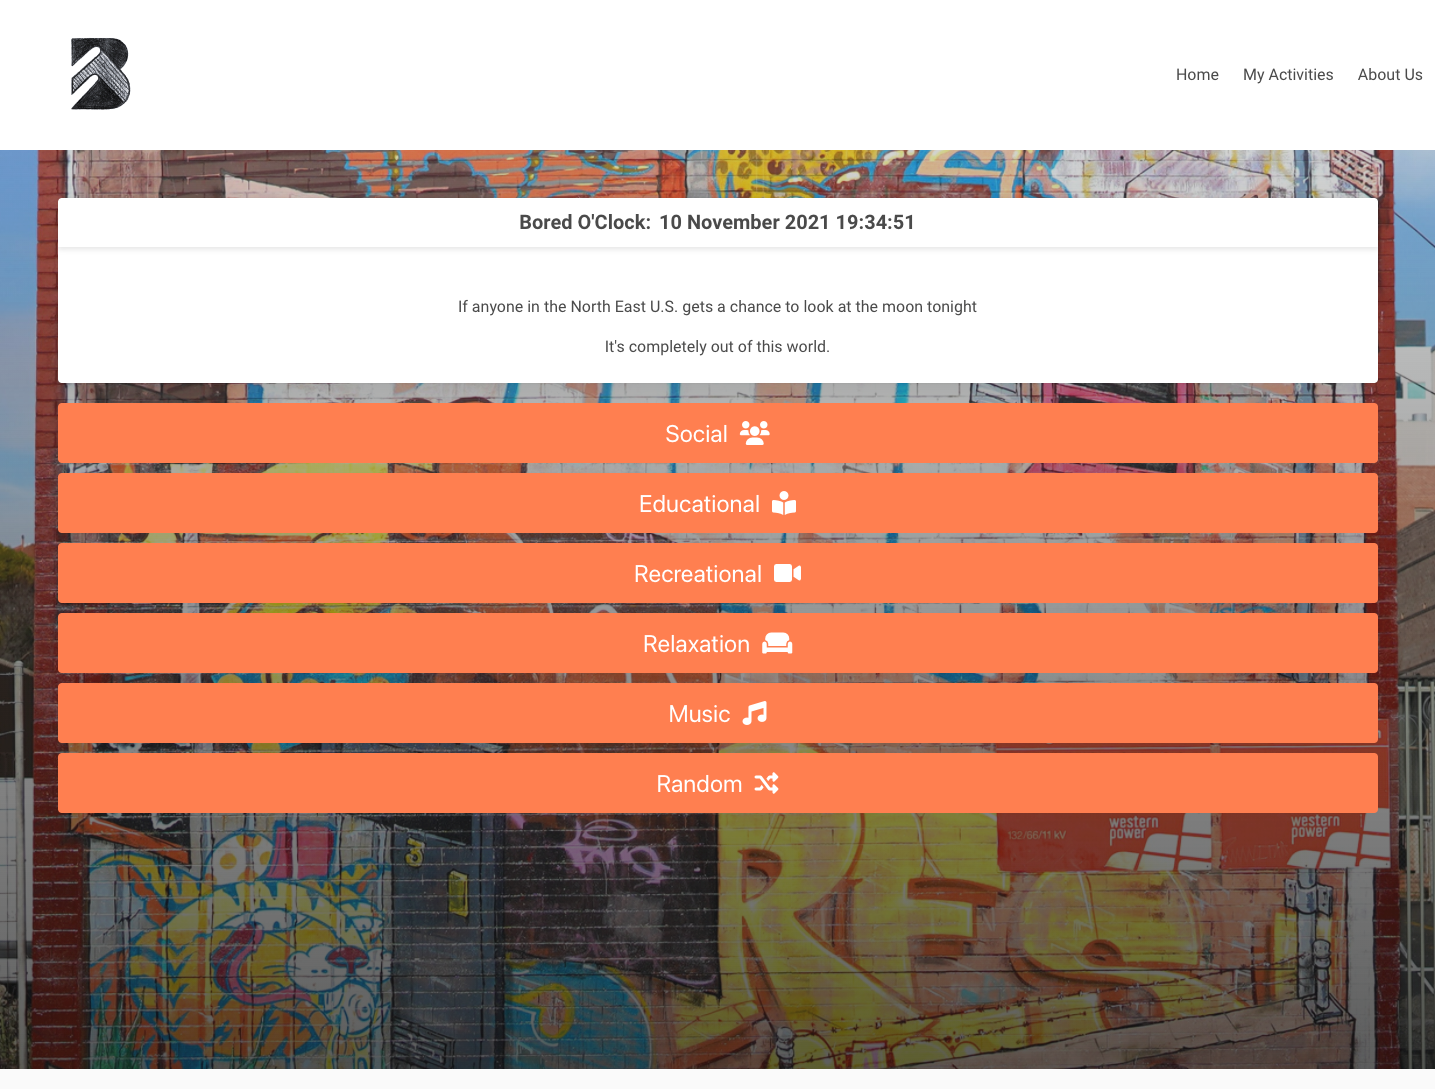 Home My Activities About Us
Bored O'Clock: 10 November 2021 19:34:51
If anyone in the North East U.S. gets a chance to look at the moon tonight
It's completely out of this world.
Social
Educational
Recreational
Relaxation
Music
Random
3
132/66/11 kV
western
power
western
power